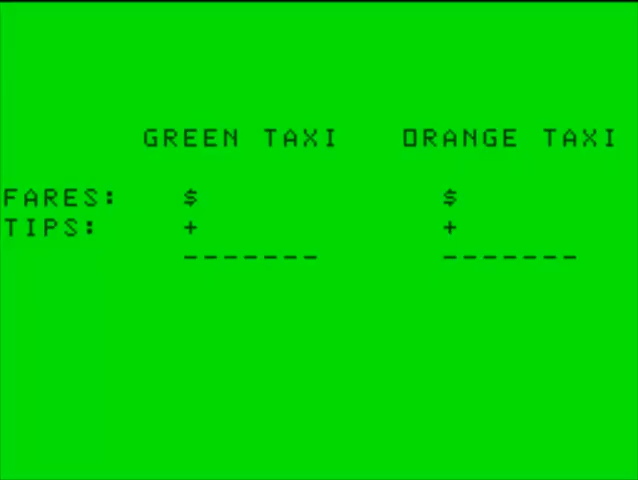 GREEN TAXI ORANGE TAXI
FARES: $ $
TIPS: + +
------- -------